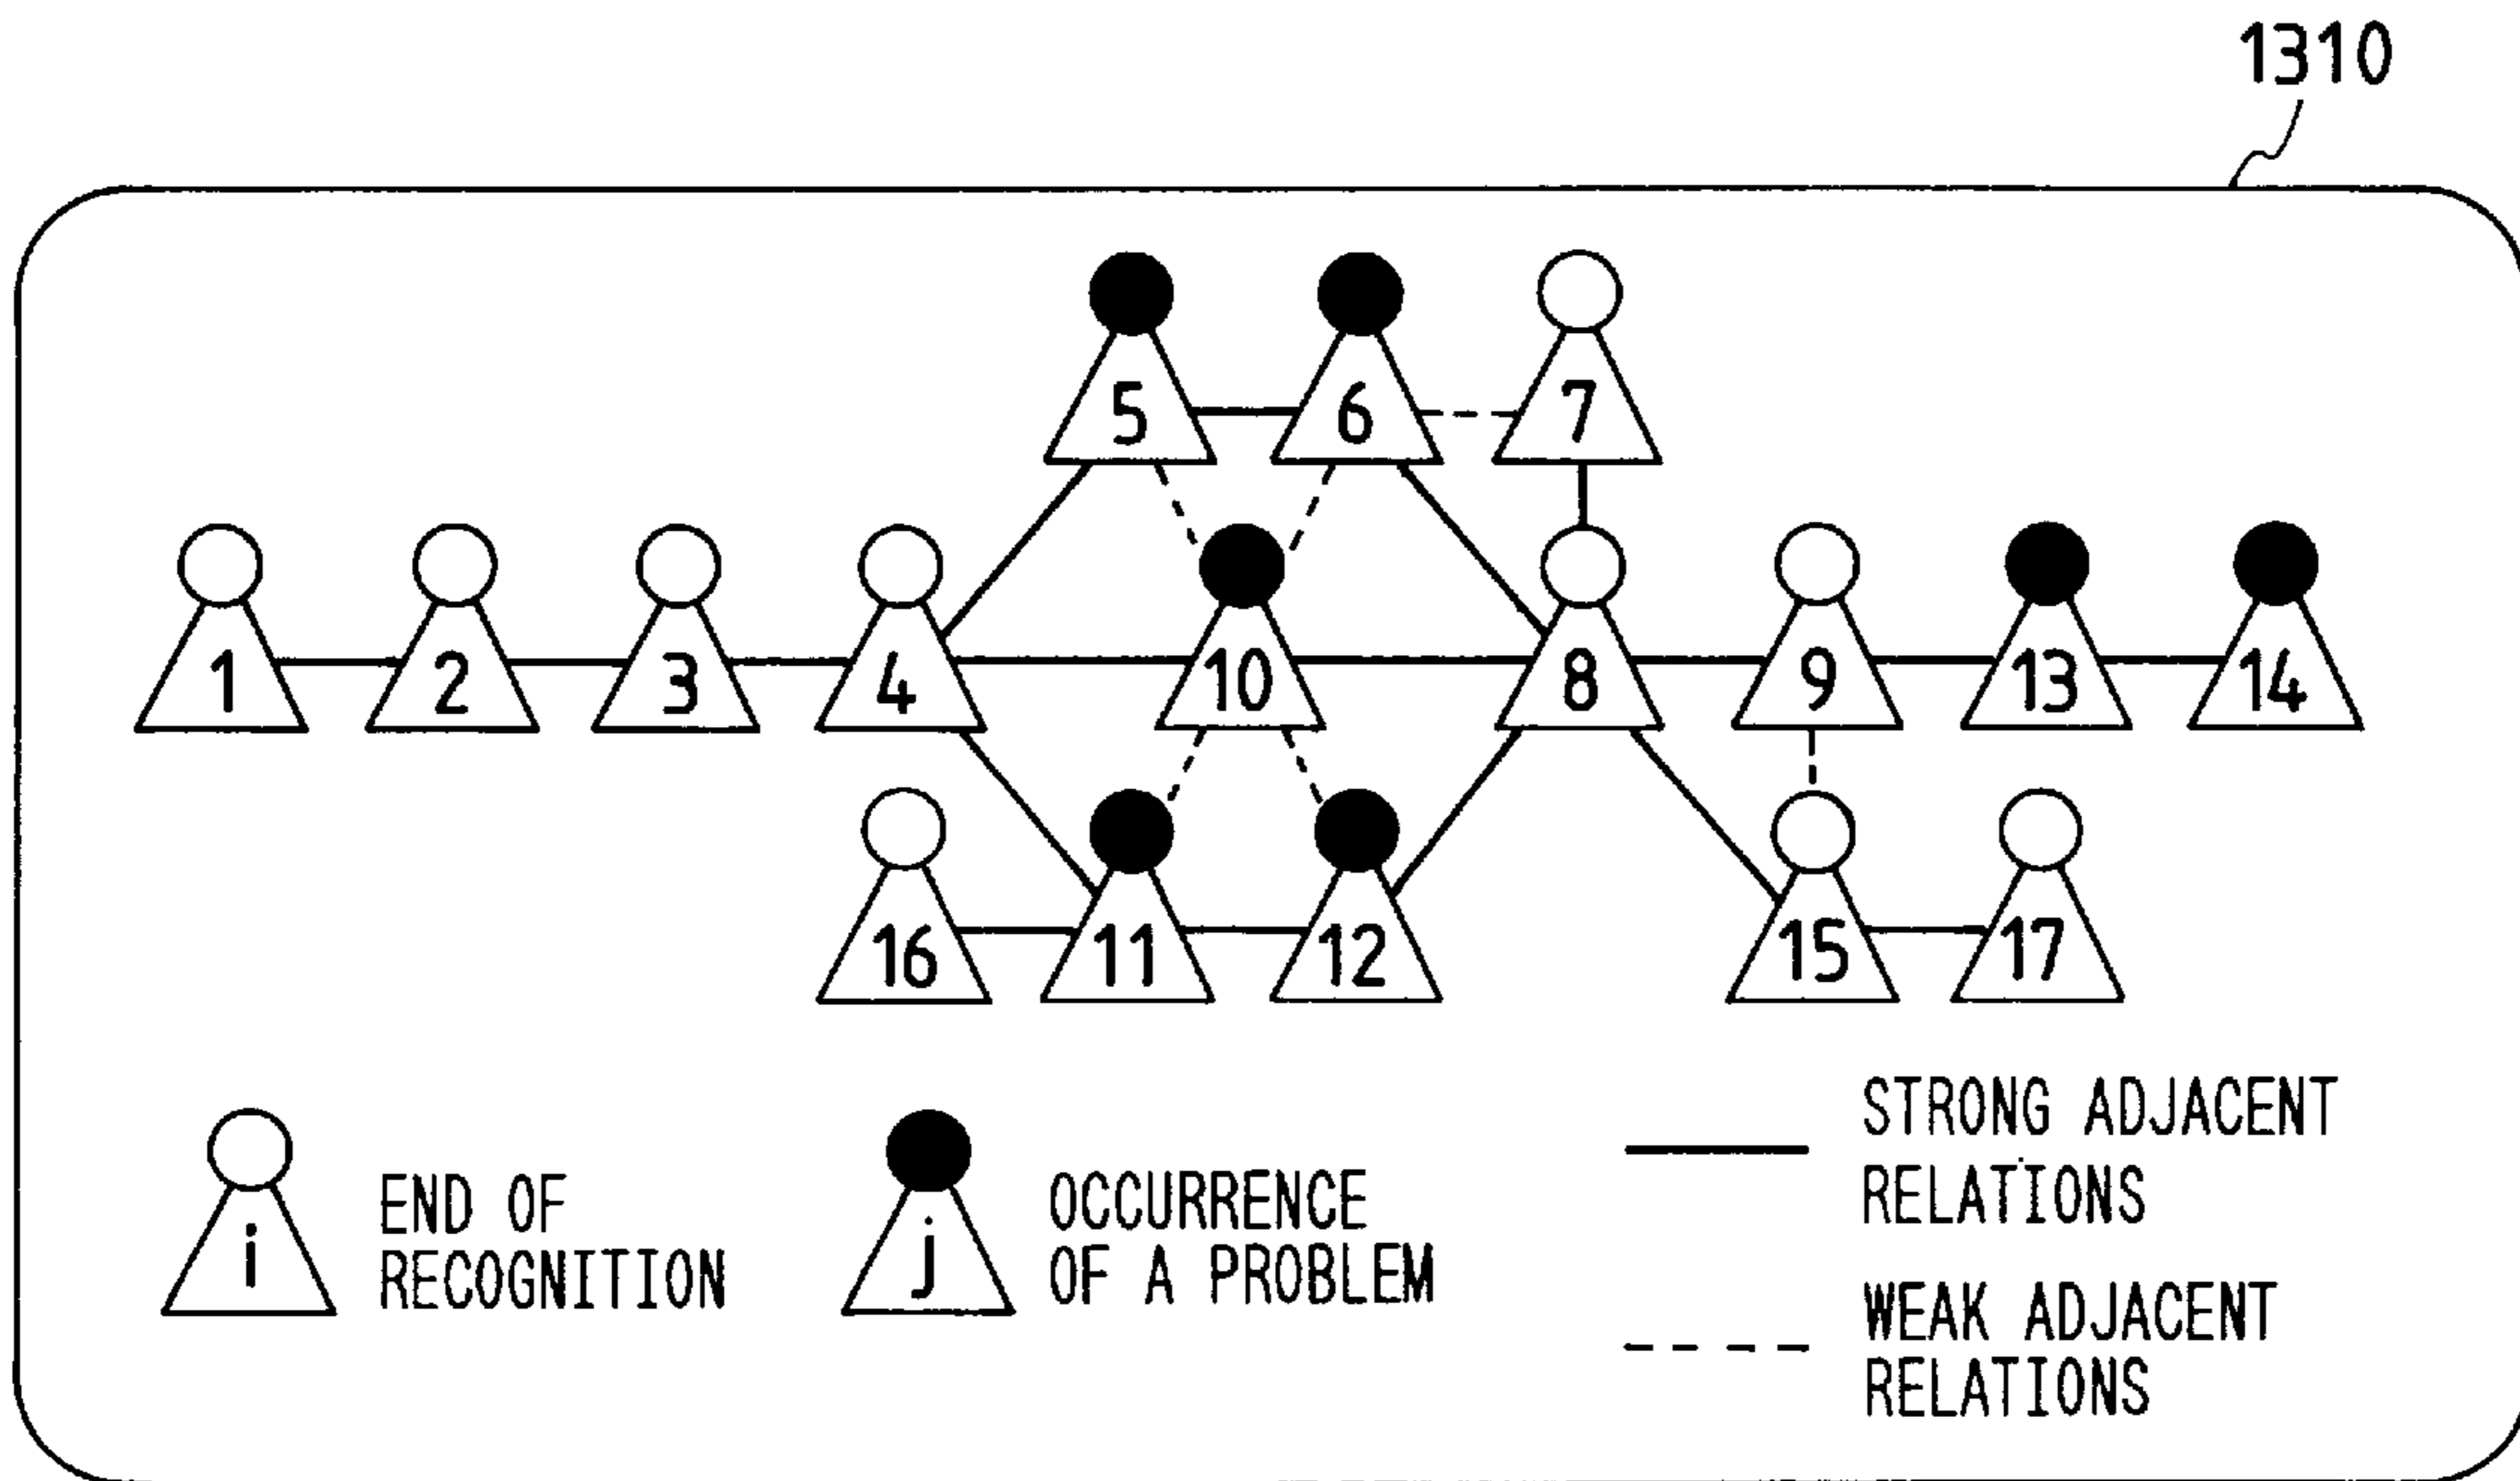 1310
5 6 7
1 2 3 4 10 8 9 13 14
16 11 12 15 17
i END OF
RECOGNITION
j OCCURRENCE
OF A PROBLEM
STRONG ADJACENT
RELATIONS
WEAK ADJACENT
RELATIONS